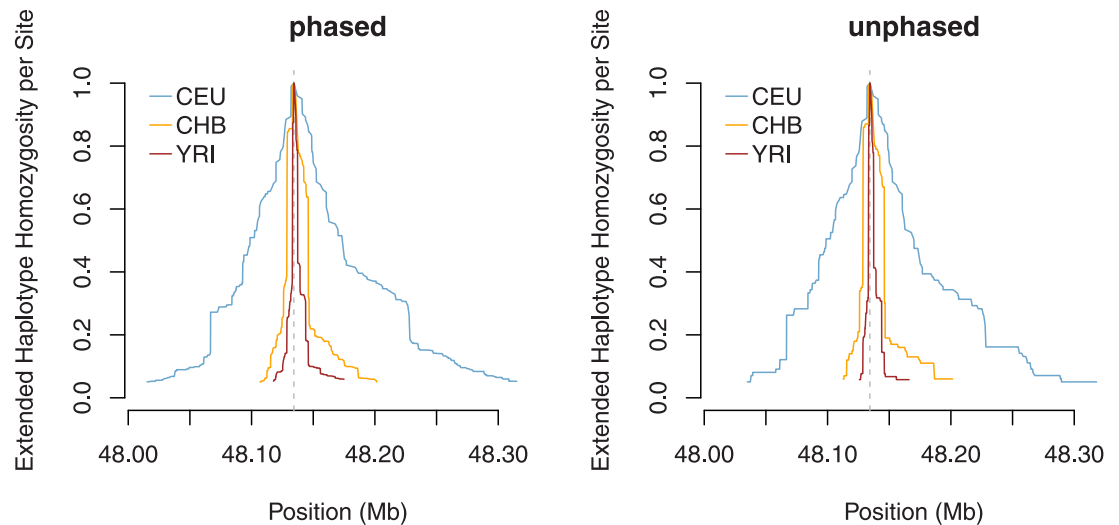 phased
Extended Haplotype Homozygosity per Site
1.0
0.8
0.6
0.4
0.2
0.0
CEU
CHB
YRI
48.00
48.10
48.20
48.30
Position (Mb)
unphased
Extended Haplotype Homozygosity per Site
1.0
0.8
0.6
0.4
0.2
0.0
CEU
CHB
YRI
48.00
48.10
48.20
48.30
Position (Mb)